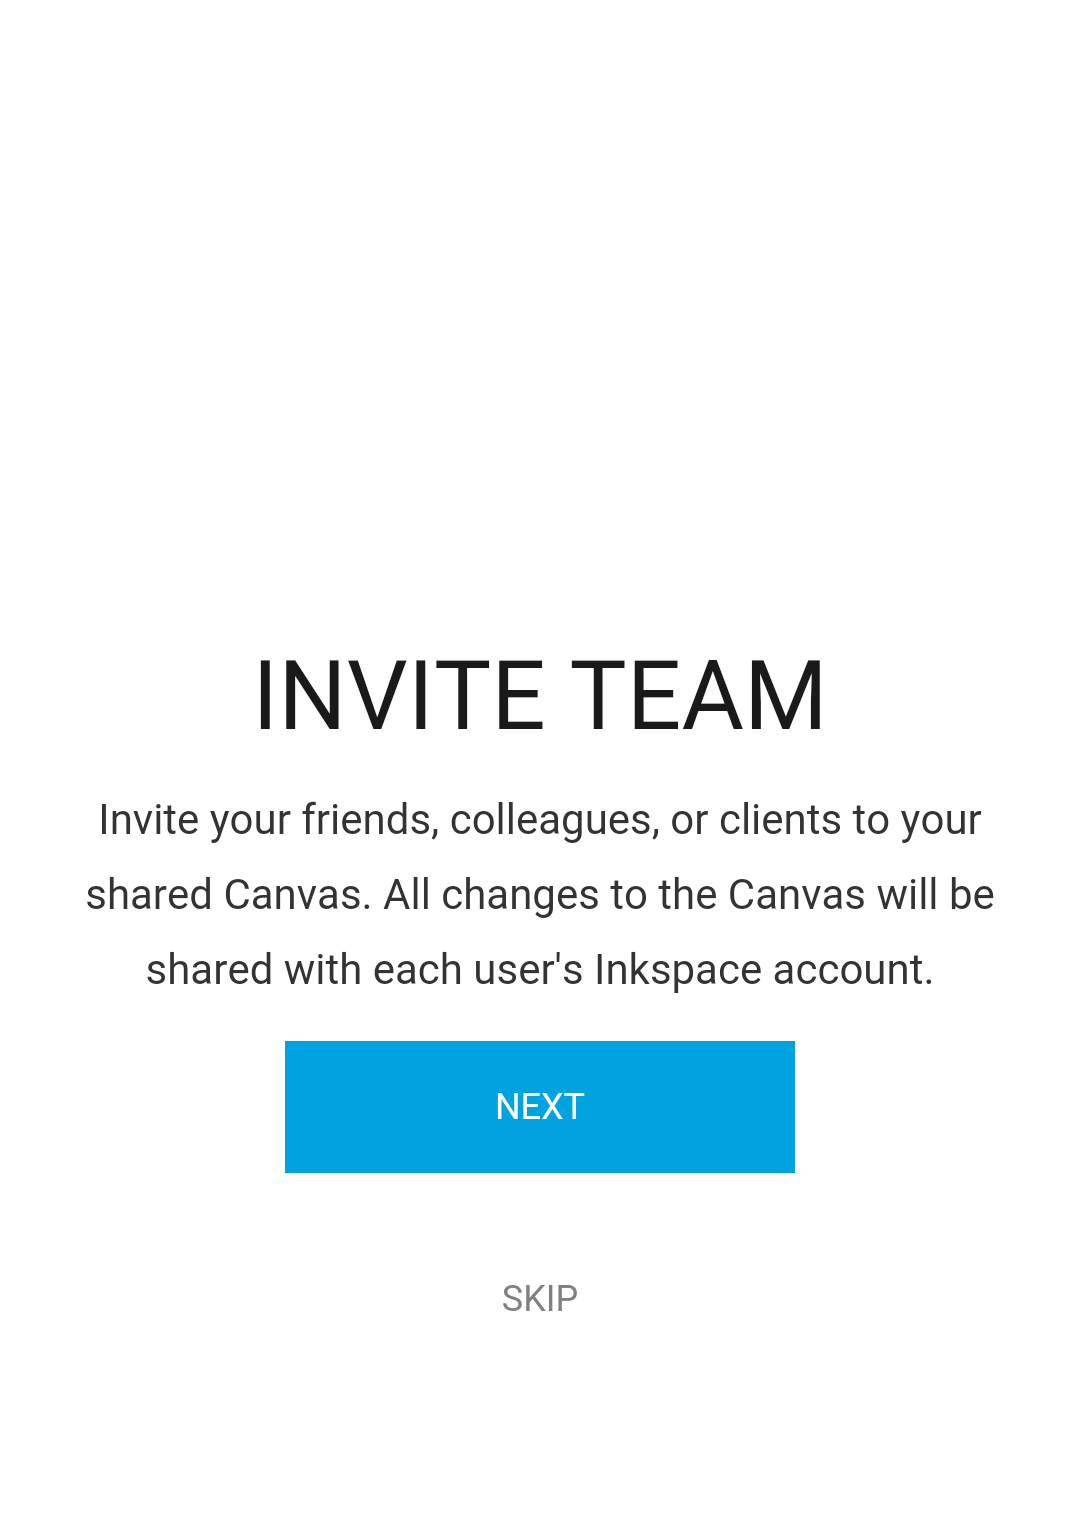 INVITE TEAM
Invite your friends, colleagues, or clients to your
shared Canvas. All changes to the Canvas will be
shared with each user's Inkspace account.
NEXT
SKIP